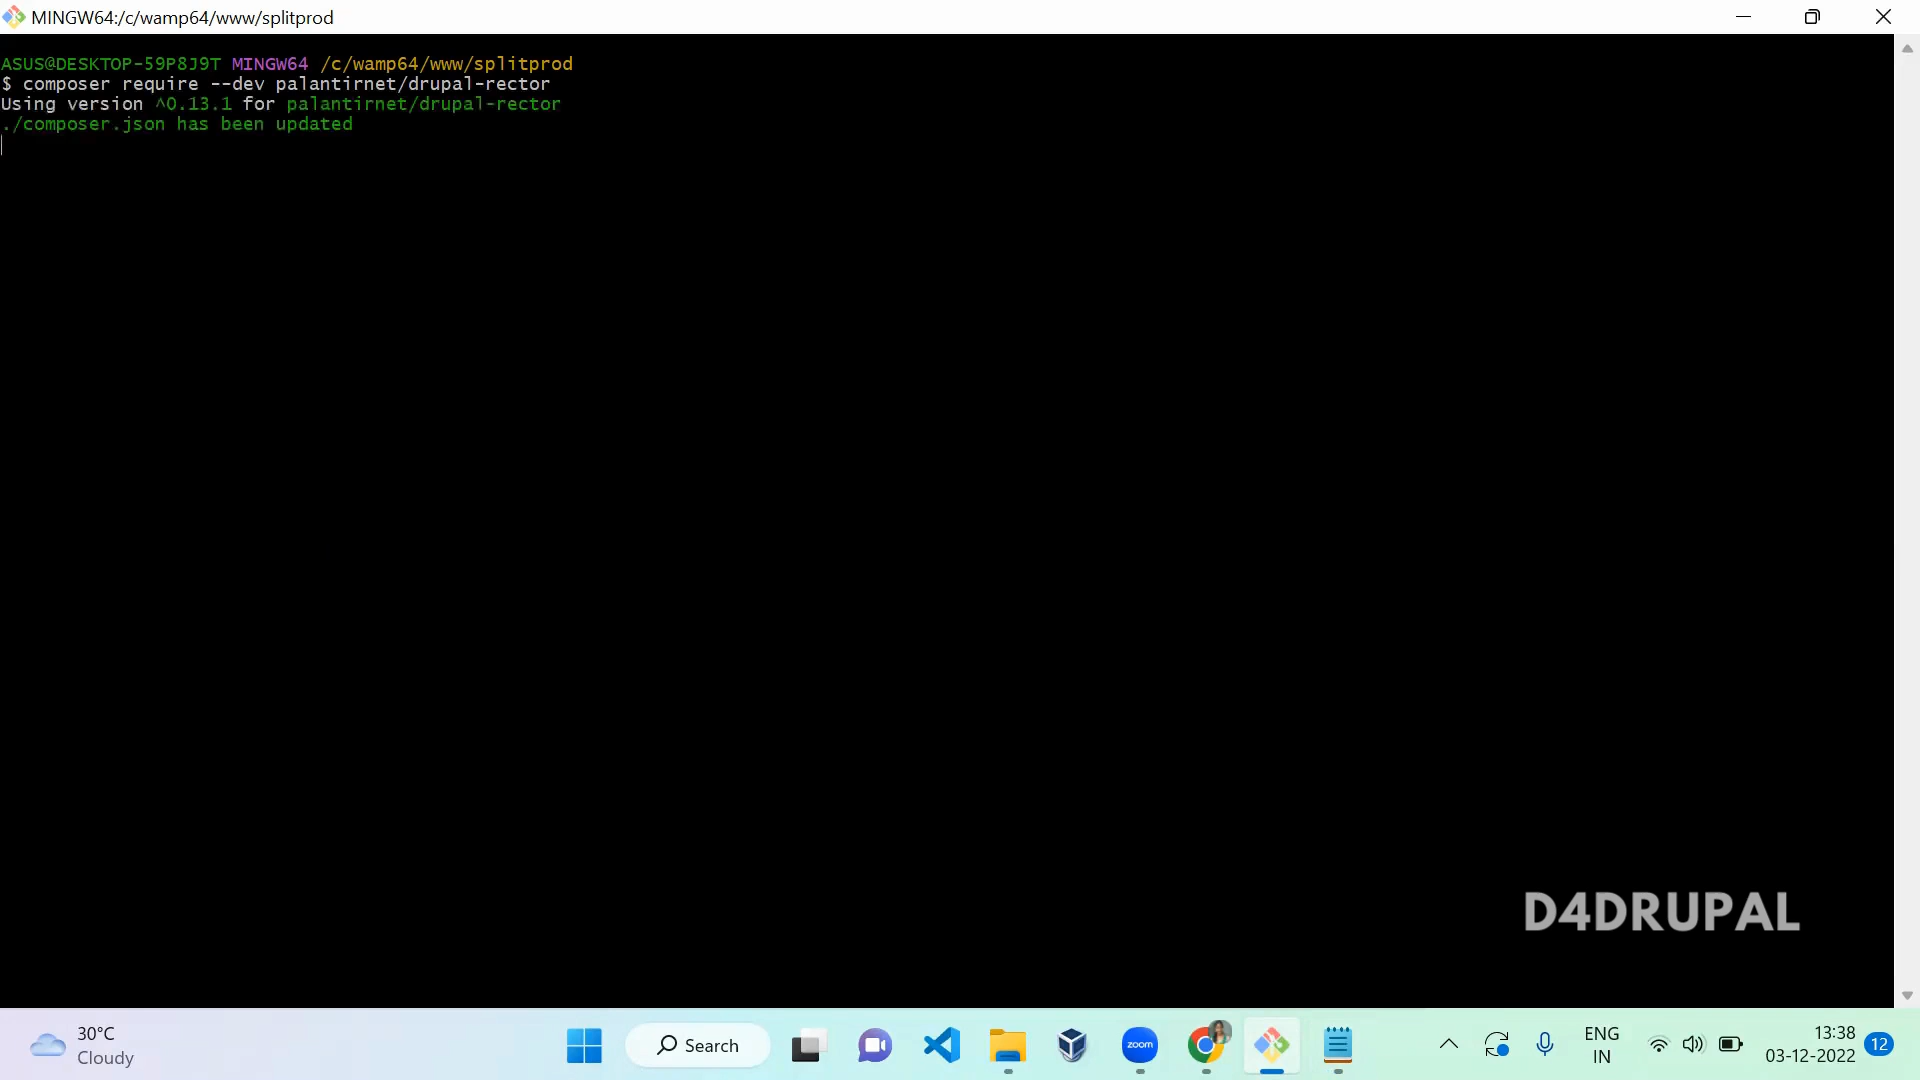 MINGW64:/c/wamp64/www/splitprod
ASUS@DESKTOP-59P8J9T MINGW64 /c/wamp64/www/splitprod
$ composer require --dev palantirnet/drupal-rector
Using version ^0.13.1 for palantirnet/drupal-rector
./composer.json has been updated
D4DRUPAL
30°C
Cloudy
Search
zoom
ENG
IN
13:38
03-12-2022
12